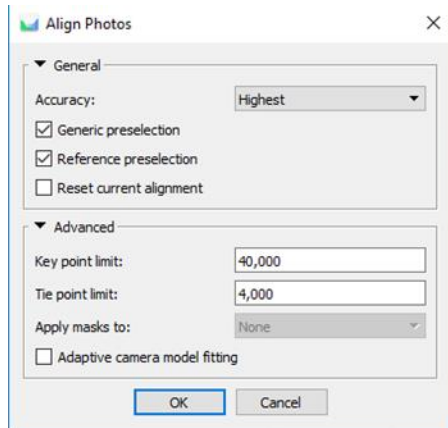 Align Photos
General
Accuracy: Highest
Generic preselection
Reference preselection
Reset current alignment
Advanced
Key point limit: 40,000
Tie point limit: 4,000
Apply masks to: None
Adaptive camera model fitting
OK Cancel